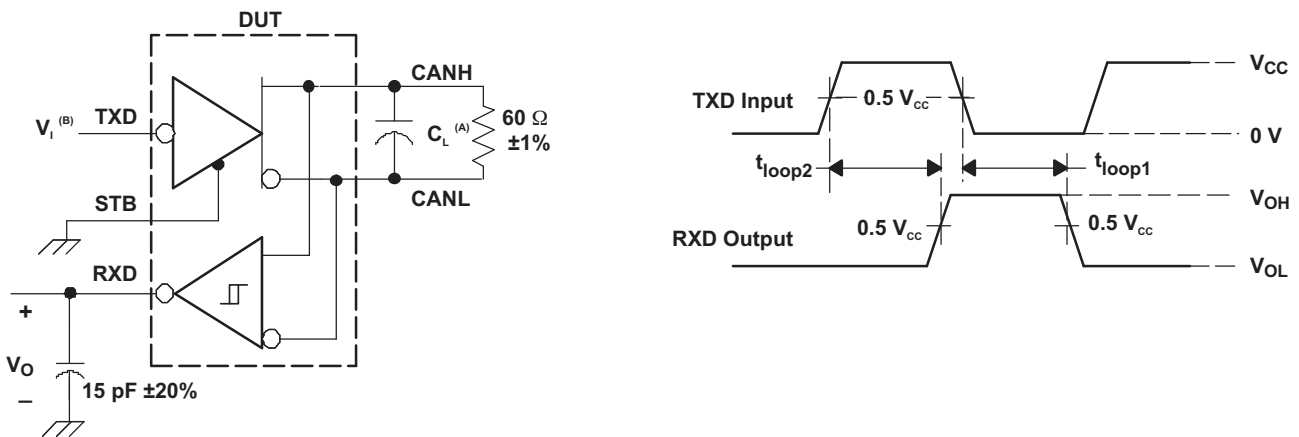 DUT
CANH
TXD
V_I (B)
C_L (A)
60 Ω
±1%
STB
CANL
RXD
+
V_O
–
15 pF ±20%
V_CC
TXD Input
0.5 V_CC
0 V
t_loop2
t_loop1
V_OH
0.5 V_CC
0.5 V_CC
RXD Output
V_OL